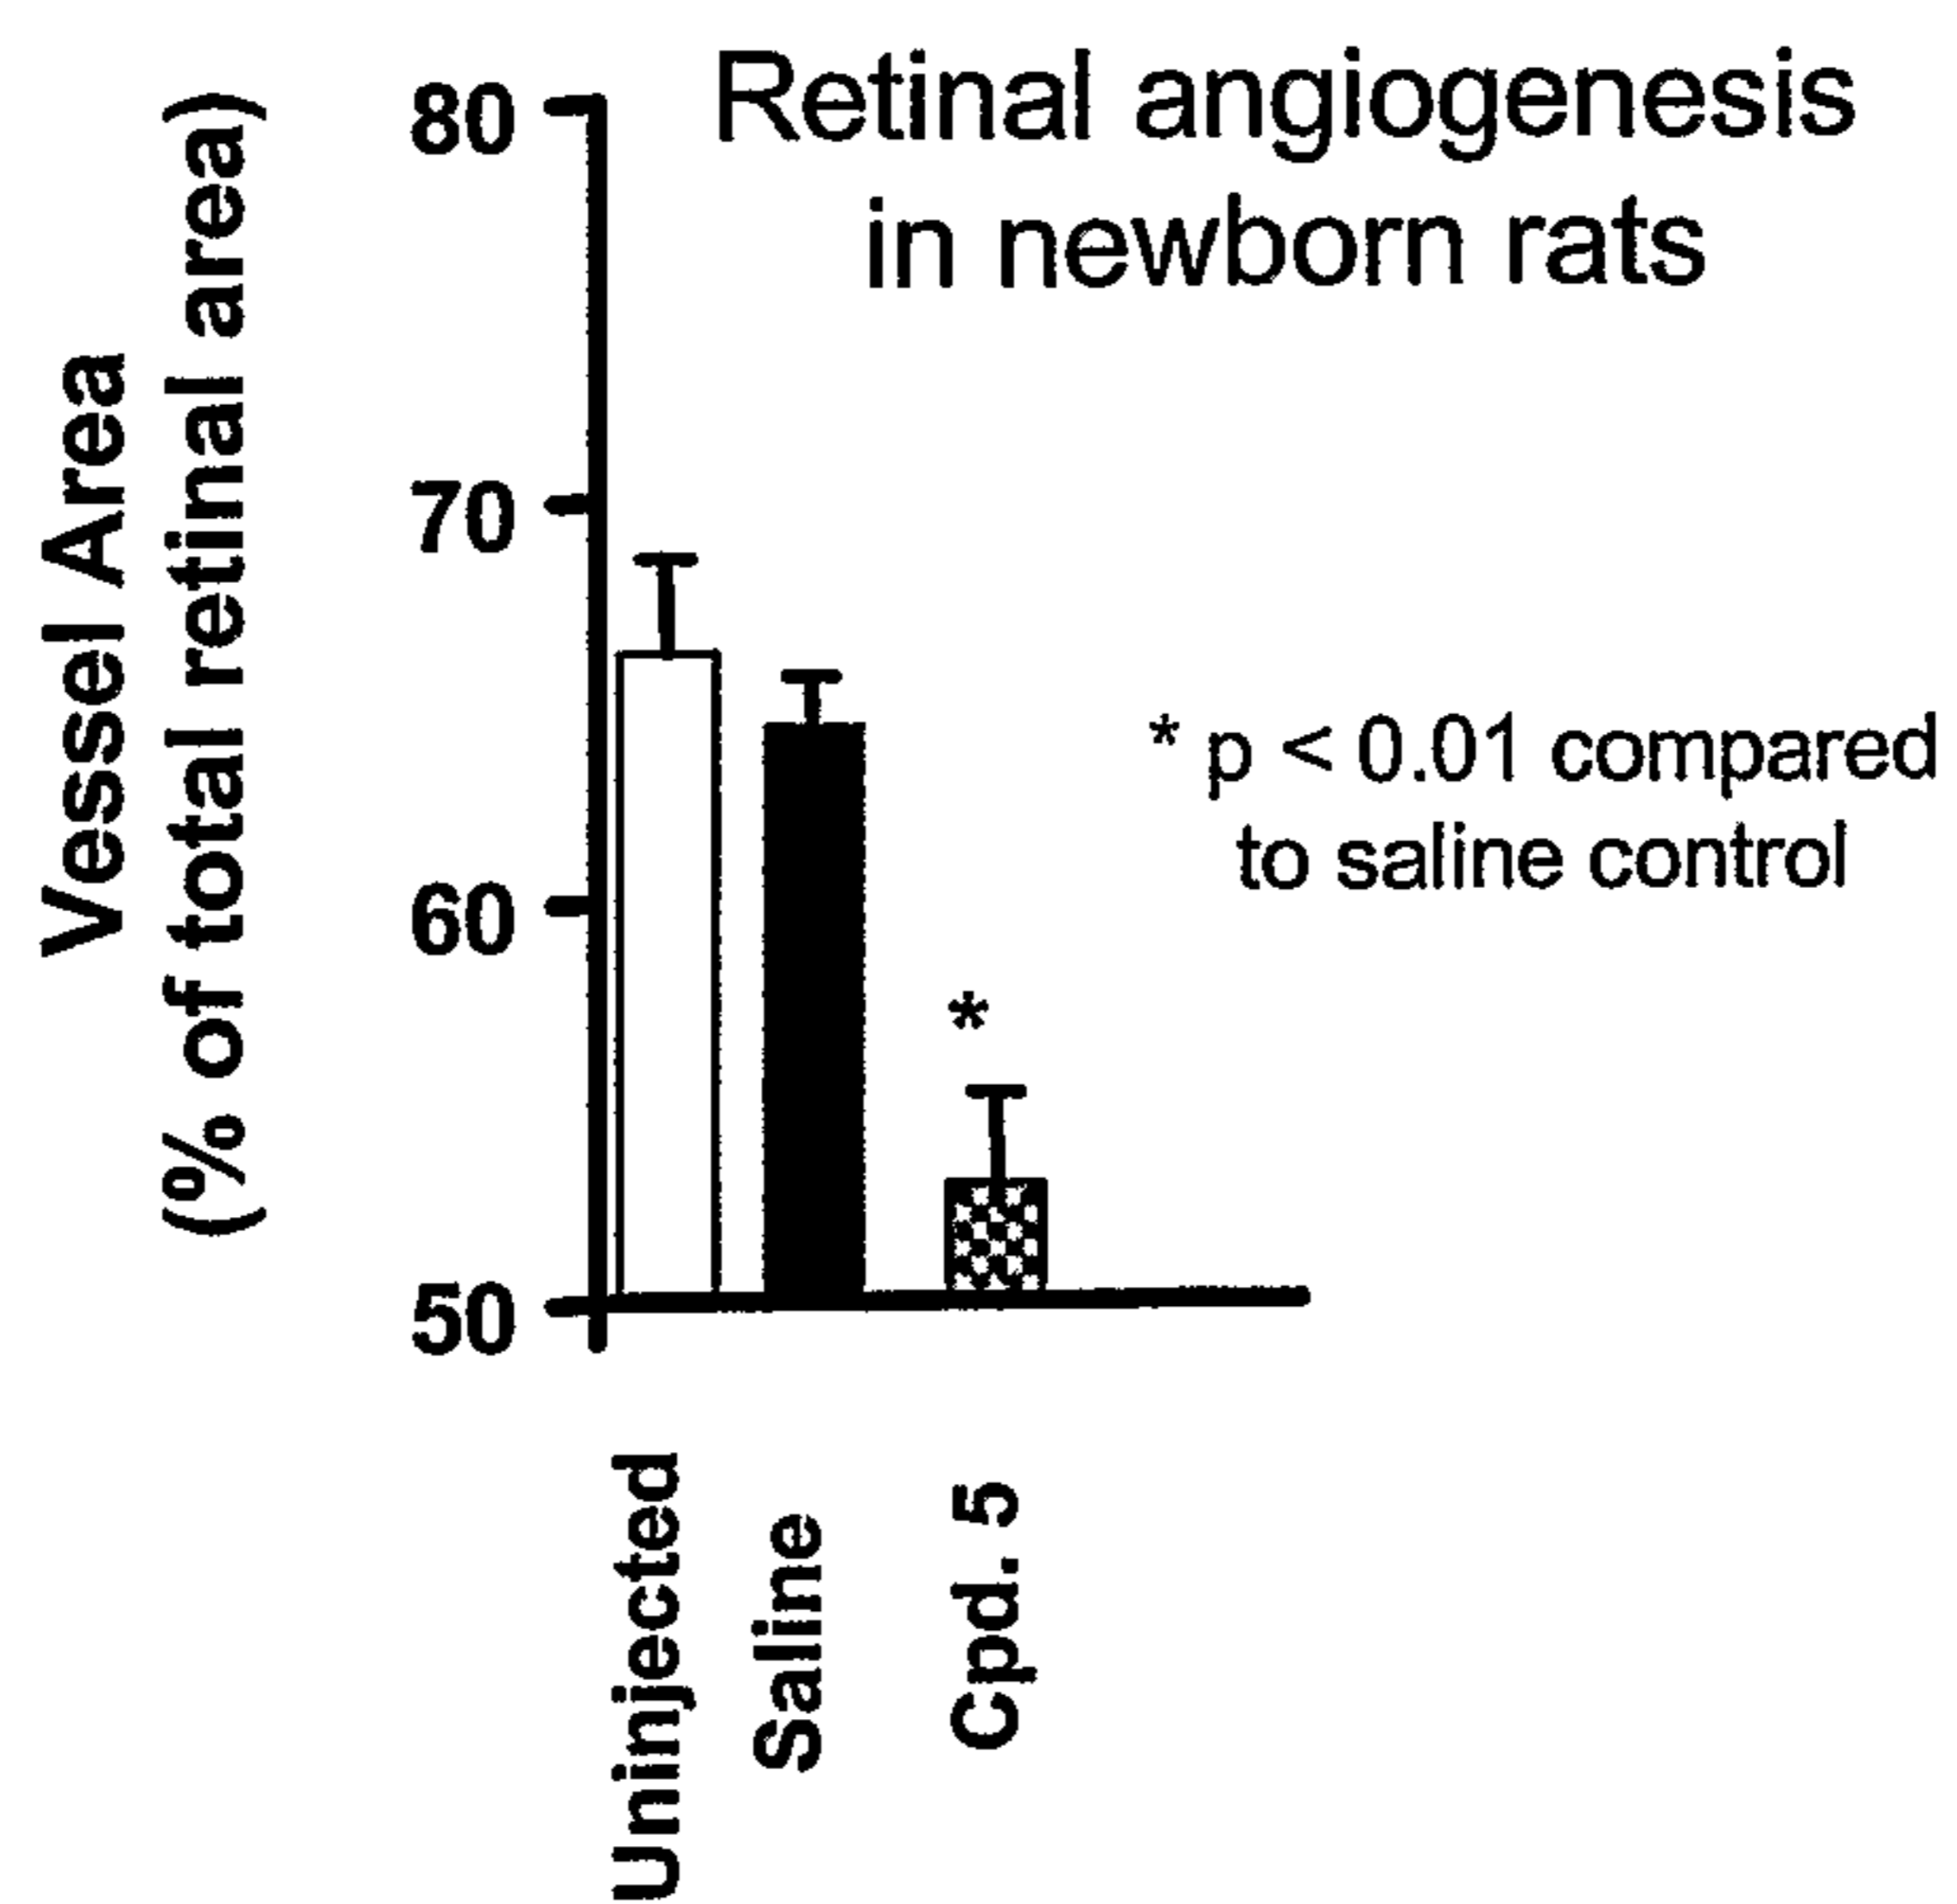 Retinal angiogenesis
in newborn rats
Vessel Area
(% of total retinal area)
80
70
60
50
*
* p < 0.01 compared
to saline control
Uninjected
Saline
Cpd. 5